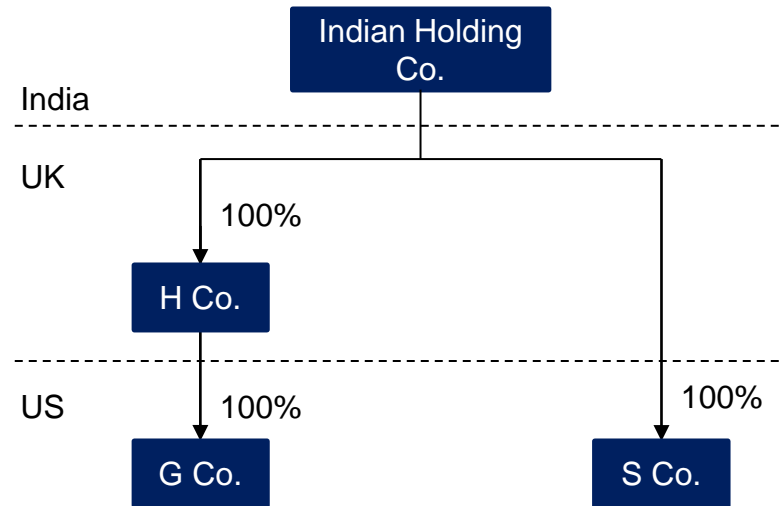 Indian Holding
Co.
India
UK
100%
H Co.
US
100%
100%
G Co.
S Co.